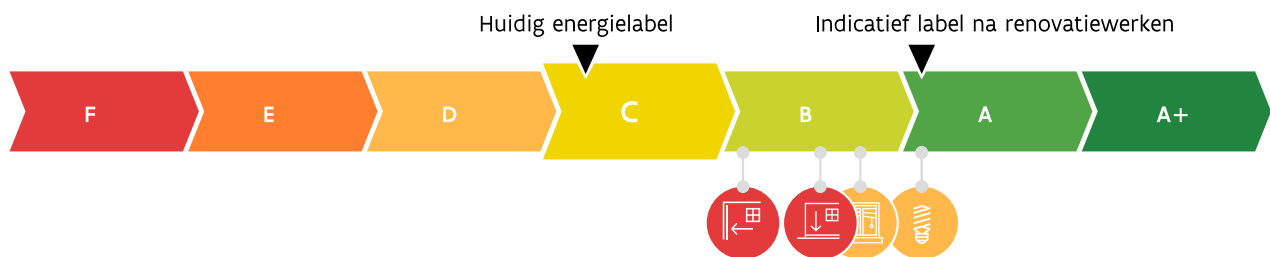 Huidig energielabel
Indicatief label na renovatiewerken
F
E
D
C
B
A
A+